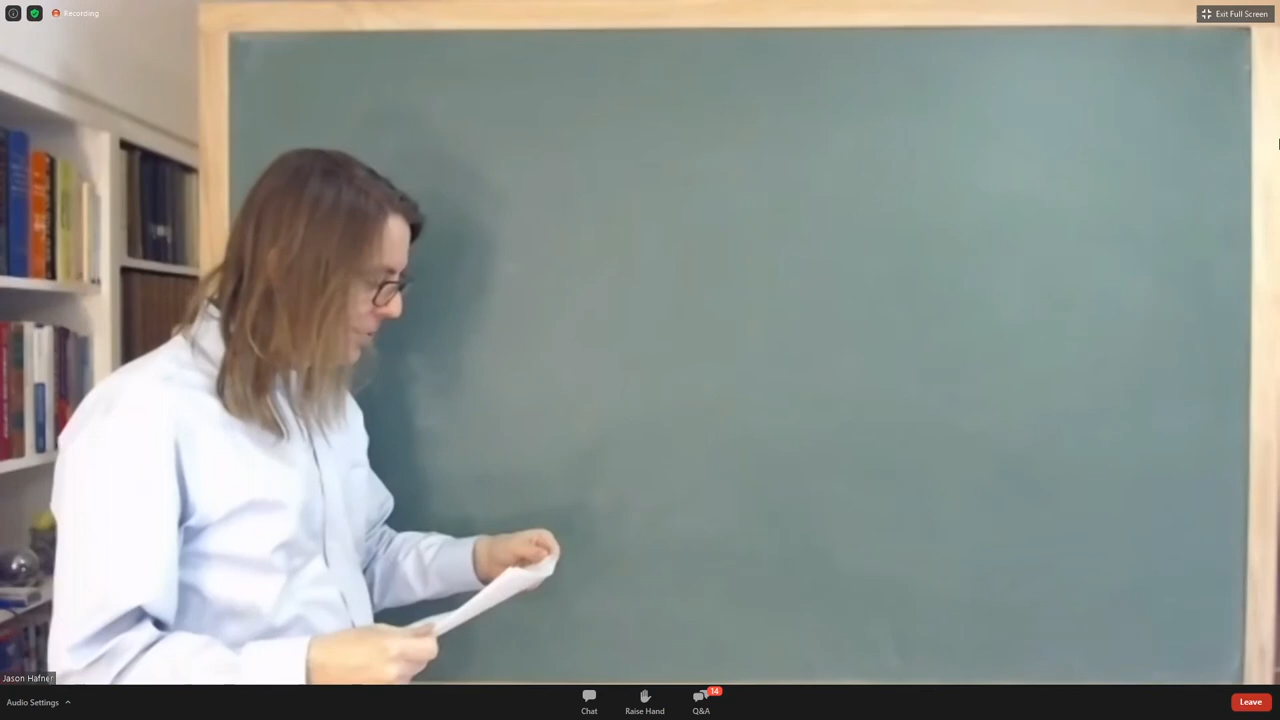 Recording
Exit Full Screen
Jason Hafner
Audio Settings
Chat
Raise Hand
Q&A
14
Leave